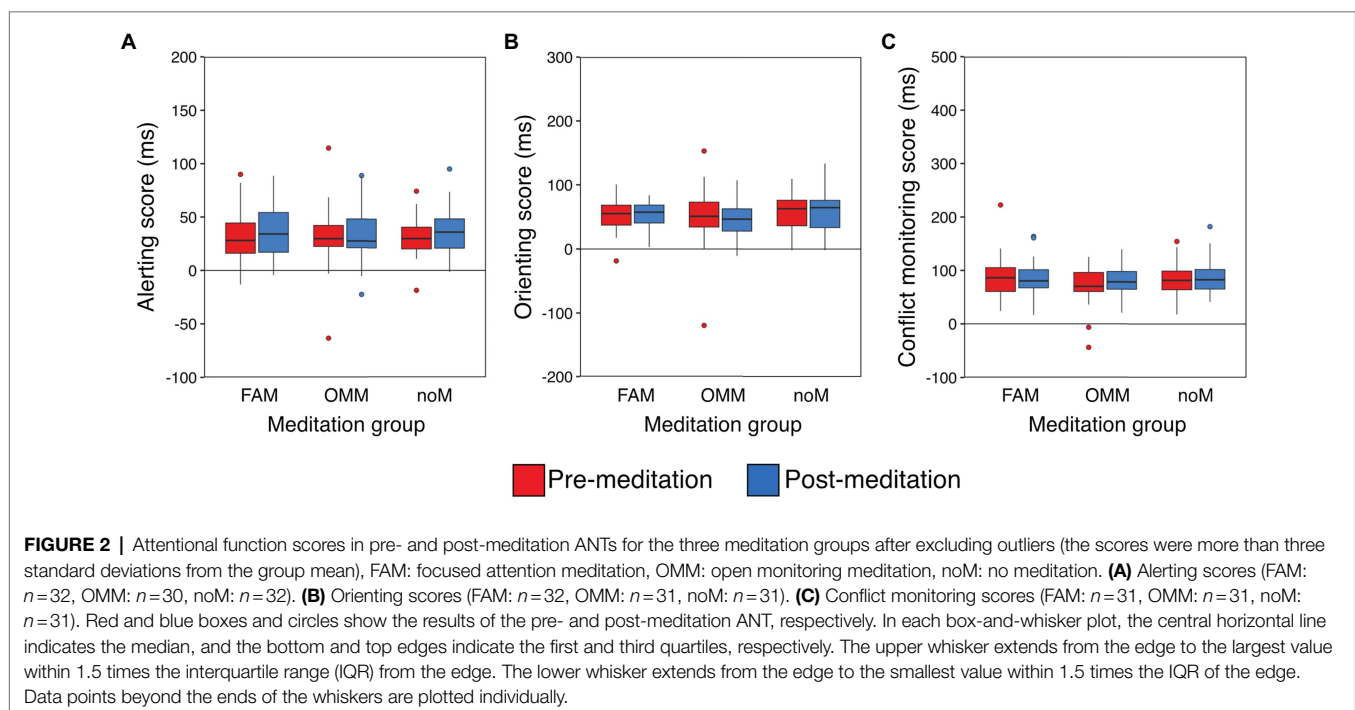 A
Alerting score (ms)
200
150
100
50
0
-50
-100
FAM OMM noM
Meditation group
B
Orienting score (ms)
300
200
100
0
-100
-200
FAM OMM noM
Meditation group
C
Conflict monitoring score (ms)
500
400
300
200
100
0
-100
FAM OMM noM
Meditation group
Pre-meditation Post-meditation
FIGURE 2 | Attentional function scores in pre- and post-meditation ANTs for the three meditation groups after excluding outliers (the scores were more than three
standard deviations from the group mean), FAM: focused attention meditation, OMM: open monitoring meditation, noM: no meditation. (A) Alerting scores (FAM:
n=32, OMM: n=30, noM: n=32). (B) Orienting scores (FAM: n=32, OMM: n=31, noM: n=31). (C) Conflict monitoring scores (FAM: n=31, OMM: n=31, noM:
n=31). Red and blue boxes and circles show the results of the pre- and post-meditation ANT, respectively. In each box-and-whisker plot, the central horizontal line
indicates the median, and the bottom and top edges indicate the first and third quartiles, respectively. The upper whisker extends from the edge to the largest value
within 1.5 times the interquartile range (IQR) from the edge. The lower whisker extends from the edge to the smallest value within 1.5 times the IQR of the edge.
Data points beyond the ends of the whiskers are plotted individually.